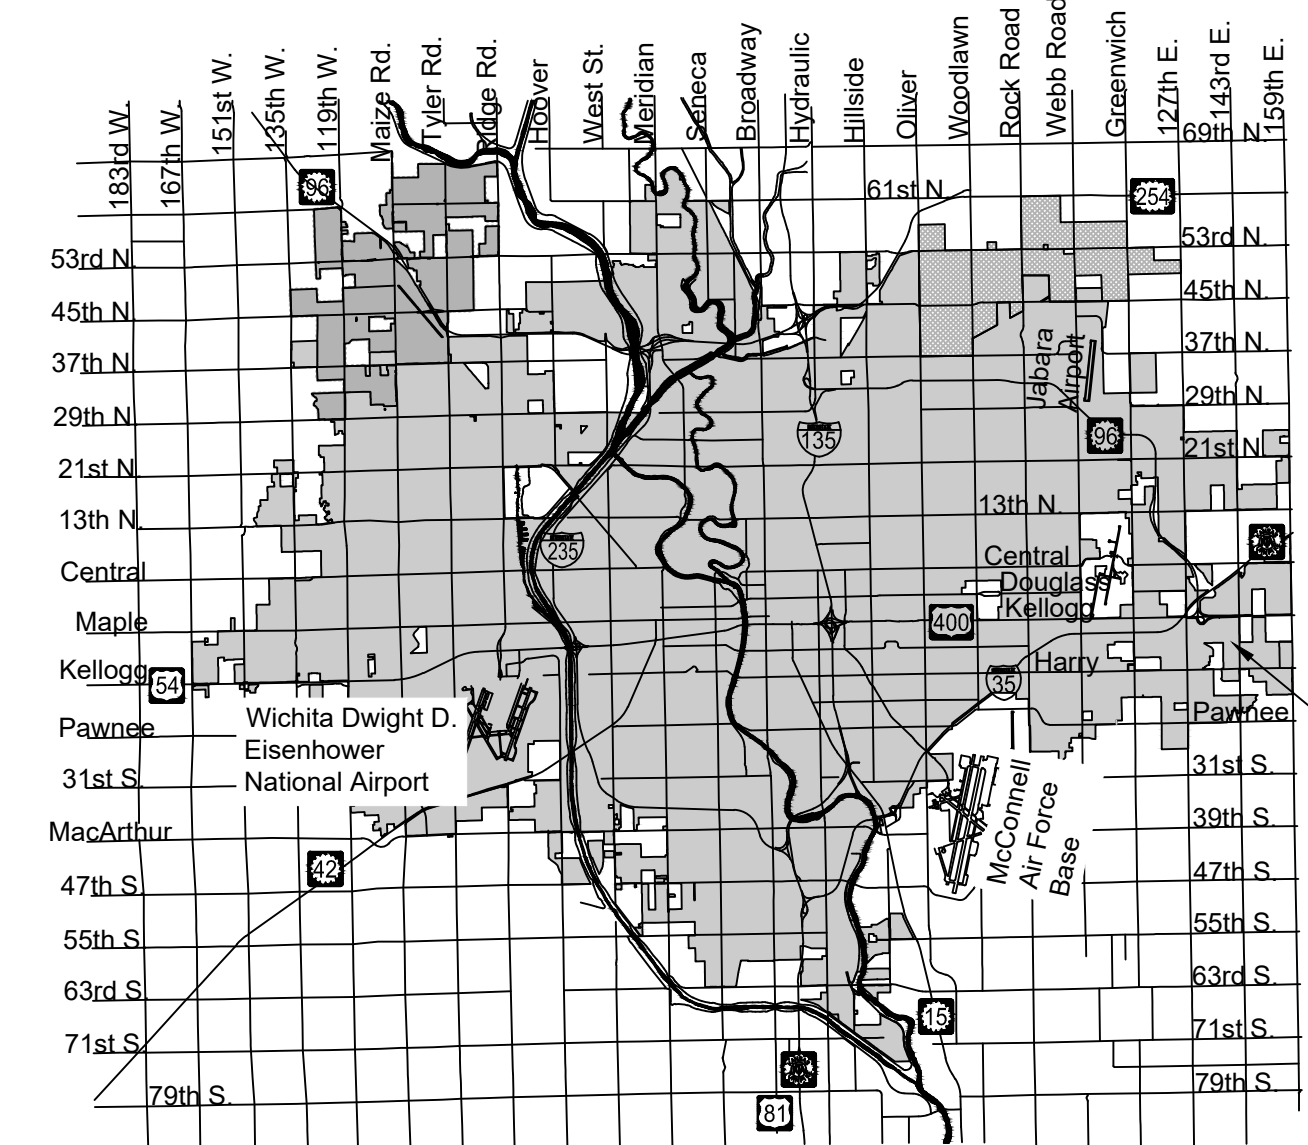 183rd W.
167th W.
151st W.
135th W.
119th W.
Maize Rd.
Tyler Rd.
Ridge Rd.
Hoover
West St.
Meridian
Seneca
Broadway
Hydraulic
Hillside
Oliver
Woodlawn
Rock Road
Webb Road
Greenwich
127th E.
143rd E.
159th E.
69th N.
96
61st N.
254
53rd N.
53rd N.
45th N.
45th N.
37th N.
37th N.
Jabara
Airport
29th N.
29th N.
135
96
21st N.
21st N.
13th N.
13th N.
235
Central
Central
Douglass
Kellogg
Maple
400
Kellogg
54
Harry
35
Pawnee
Pawnee
Wichita Dwight D.
Eisenhower
National Airport
31st S.
31st S.
McConnell
Air Force
Base
MacArthur
39th S.
42
47th S.
47th S.
55th S.
55th S.
63rd S.
63rd S.
15
71st S.
71st S.
79th S.
79th S.
81